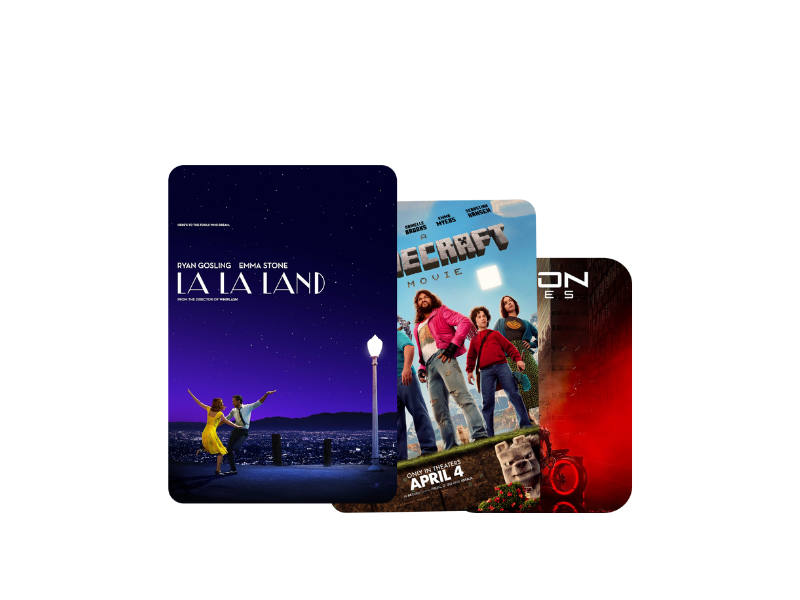 HERE'S TO THE FOOLS WHO DREAM.
RYAN GOSLING EMMA STONE
LA LA LAND
FROM THE DIRECTOR OF WHIPLASH
DANIELLE
BROOKS
EMMA
MYERS
SEBASTIAN
HANSEN
A
NECRAFT
MOVIE
ONLY IN THEATERS
APRIL 4
ON
ES